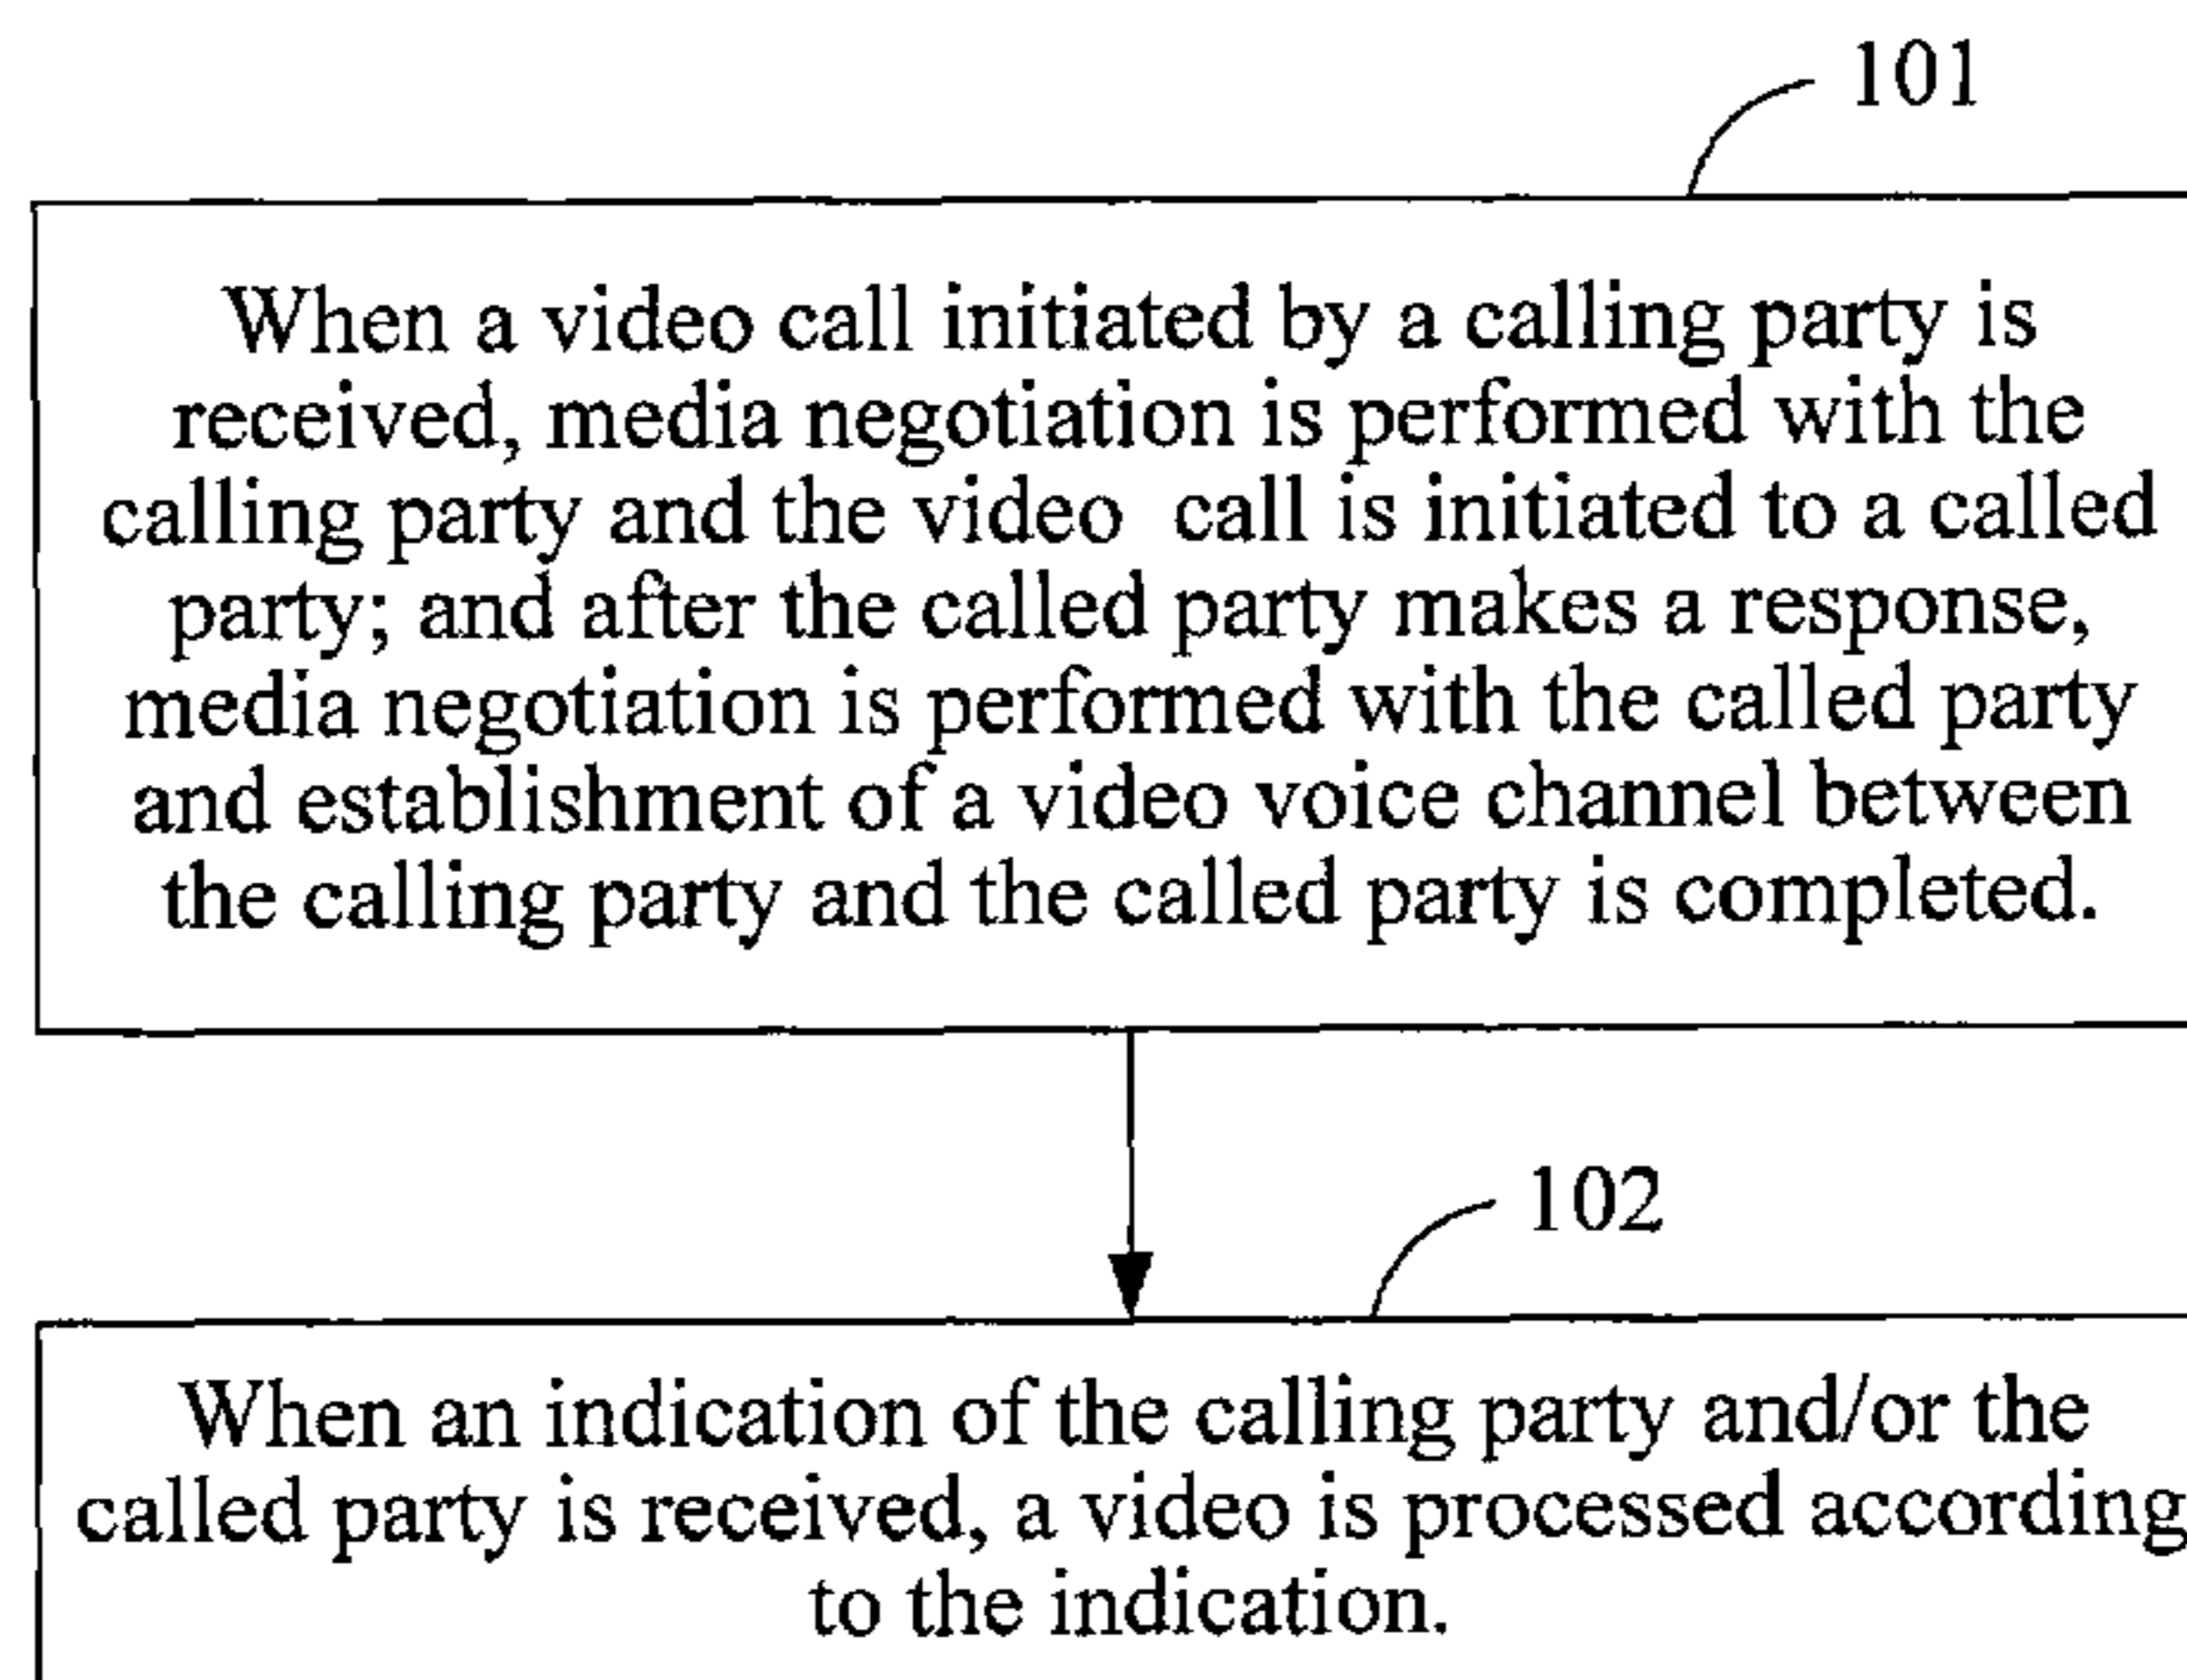 101
When a video call initiated by a calling party is
received, media negotiation is performed with the
calling party and the video call is initiated to a called
party; and after the called party makes a response,
media negotiation is performed with the called party
and establishment of a video voice channel between
the calling party and the called party is completed.
102
When an indication of the calling party and/or the
called party is received, a video is processed according
to the indication.